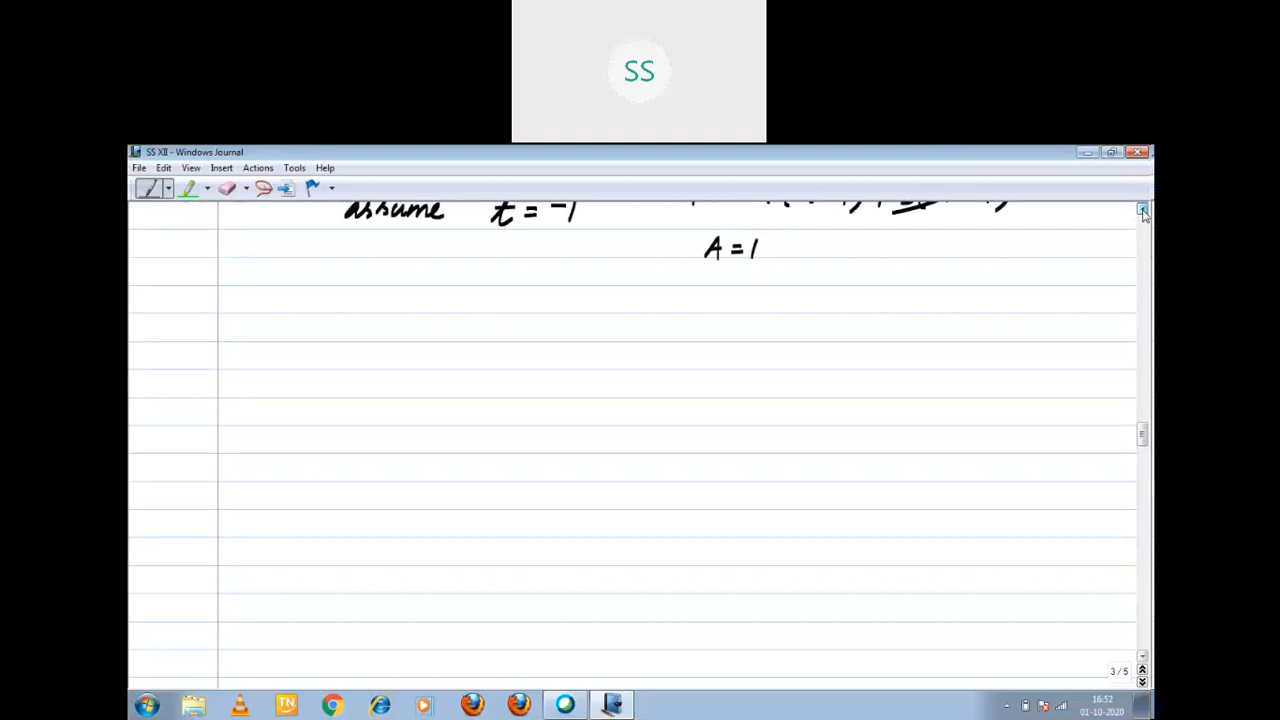 SS
SS XII - Windows Journal
File Edit View Insert Actions Tools Help
assume t = -1
A = 1
3 / 5
TN
16:52
01-10-2020